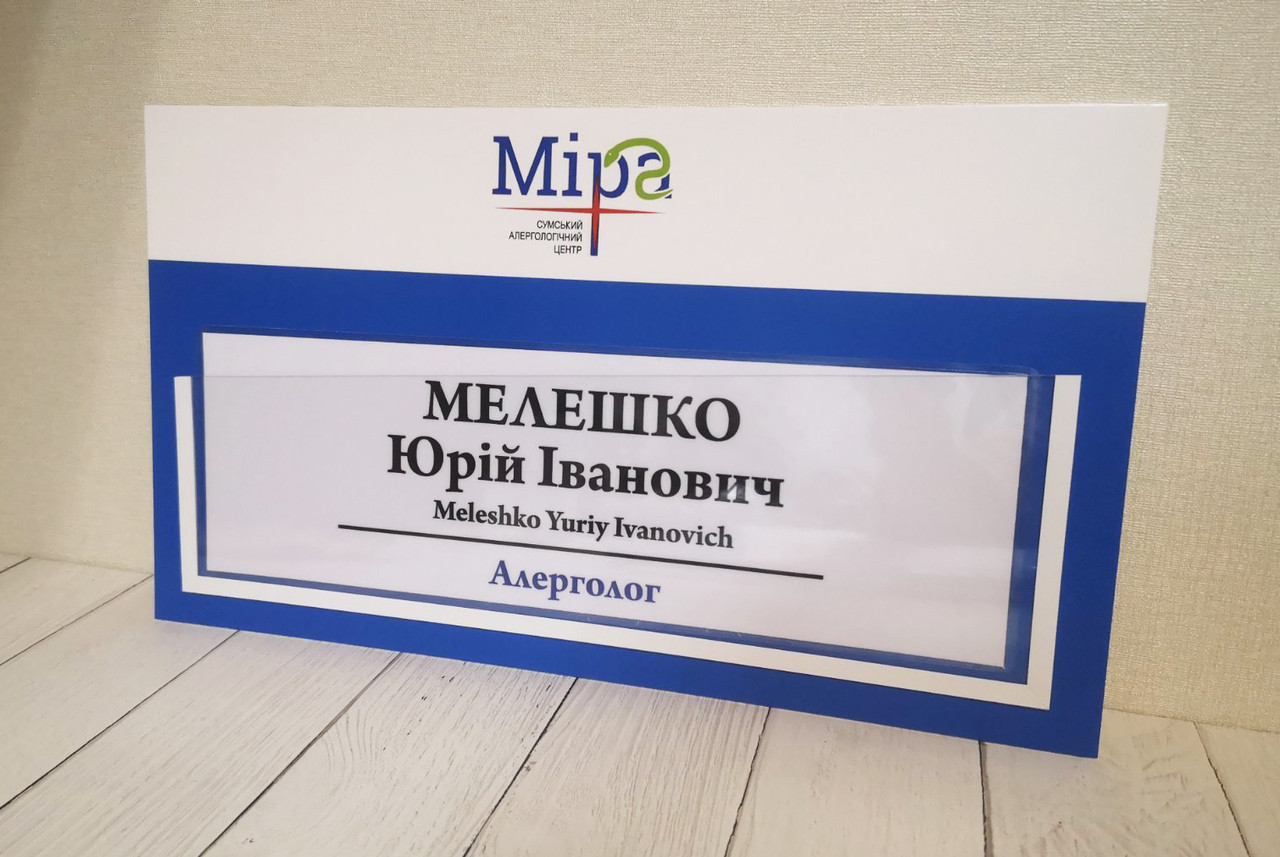 Міра
СУМСЬКИЙ
АЛЕРГОЛОГІЧНИЙ
ЦЕНТР
МЕЛЕШКО
Юрій Іванович
Meleshko Yuriy Ivanovich
Алерголог